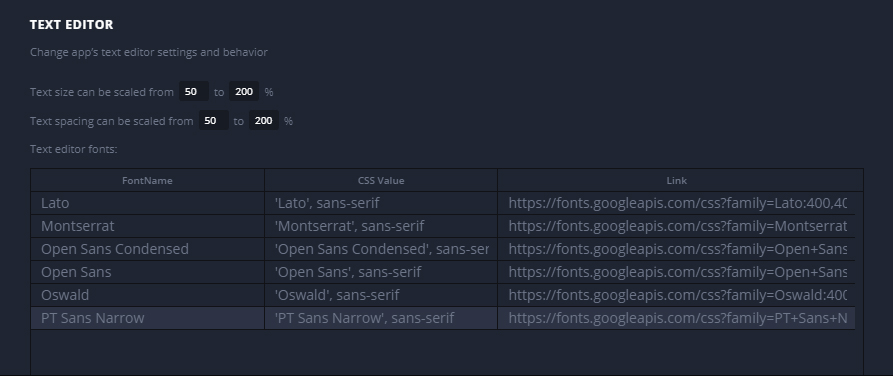 TEXT EDITOR
Change app's text editor settings and behavior
Text size can be scaled from 50 to 200 %
Text spacing can be scaled from 50 to 200 %
Text editor fonts:
FontName CSS Value Link
Lato 'Lato', sans-serif https://fonts.googleapis.com/css?family=Lato:400,40
Montserrat 'Montserrat', sans-serif https://fonts.googleapis.com/css?family=Montserrat
Open Sans Condensed 'Open Sans Condensed', sans-ser https://fonts.googleapis.com/css?family=Open+Sans
Open Sans 'Open Sans', sans-serif https://fonts.googleapis.com/css?family=Open+Sans
Oswald 'Oswald', sans-serif https://fonts.googleapis.com/css?family=Oswald:400
PT Sans Narrow 'PT Sans Narrow', sans-serif https://fonts.googleapis.com/css?family=PT+Sans+N